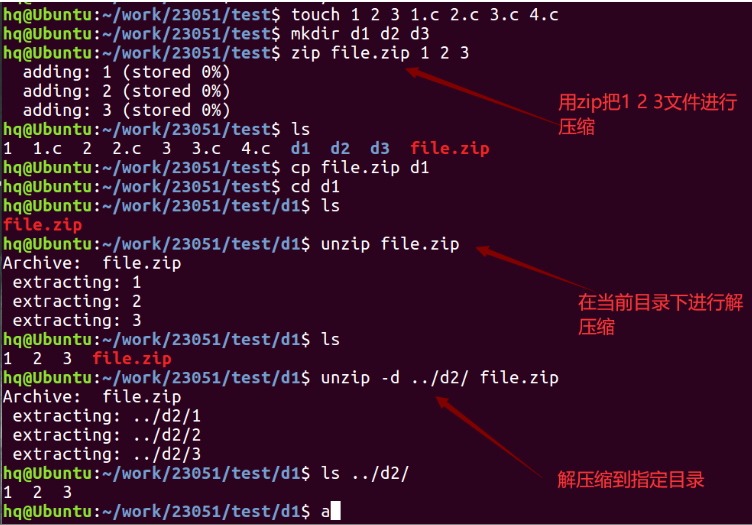 hq@Ubuntu:~/work/23051/test$ touch 1 2 3 1.c 2.c 3.c 4.c
hq@Ubuntu:~/work/23051/test$ mkdir d1 d2 d3
hq@Ubuntu:~/work/23051/test$ zip file.zip 1 2 3
  adding: 1 (stored 0%)
  adding: 2 (stored 0%)
  adding: 3 (stored 0%)
用zip把1 2 3文件进行
压缩
hq@Ubuntu:~/work/23051/test$ ls
1  1.c  2  2.c  3  3.c  4.c  d1  d2  d3  file.zip
hq@Ubuntu:~/work/23051/test$ cp file.zip d1
hq@Ubuntu:~/work/23051/test$ cd d1
hq@Ubuntu:~/work/23051/test/d1$ ls
file.zip
hq@Ubuntu:~/work/23051/test/d1$ unzip file.zip
Archive:  file.zip
 extracting: 1
 extracting: 2
 extracting: 3
在当前目录下进行解
压缩
hq@Ubuntu:~/work/23051/test/d1$ ls
1  2  3  file.zip
hq@Ubuntu:~/work/23051/test/d1$ unzip -d ../d2/ file.zip
Archive:  file.zip
 extracting: ../d2/1
 extracting: ../d2/2
 extracting: ../d2/3
解压缩到指定目录
hq@Ubuntu:~/work/23051/test/d1$ ls ../d2/
1  2  3
hq@Ubuntu:~/work/23051/test/d1$ a